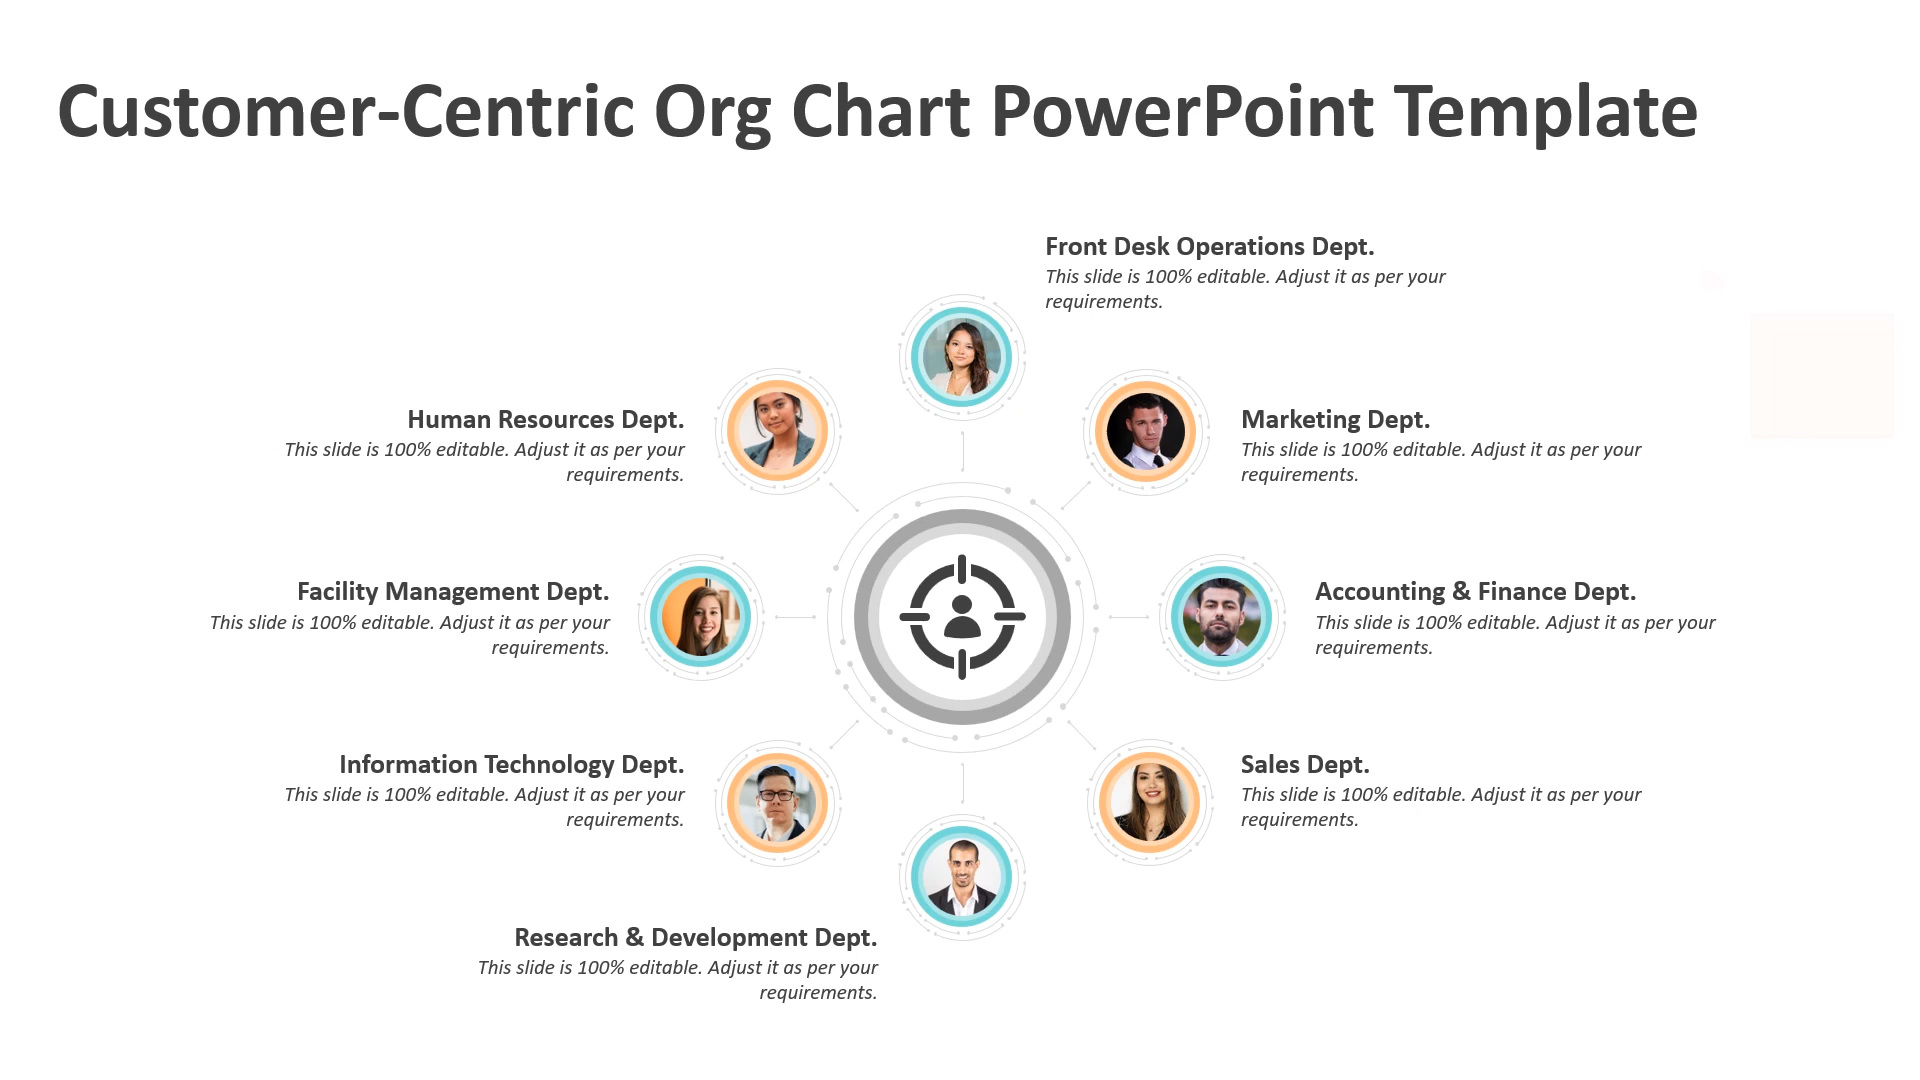 Customer-Centric Org Chart PowerPoint Template
Front Desk Operations Dept.
This slide is 100% editable. Adjust it as per your
requirements.
Human Resources Dept.
This slide is 100% editable. Adjust it as per your
requirements.
Marketing Dept.
This slide is 100% editable. Adjust it as per your
requirements.
Facility Management Dept.
This slide is 100% editable. Adjust it as per your
requirements.
Accounting & Finance Dept.
This slide is 100% editable. Adjust it as per your
requirements.
Information Technology Dept.
This slide is 100% editable. Adjust it as per your
requirements.
Sales Dept.
This slide is 100% editable. Adjust it as per your
requirements.
Research & Development Dept.
This slide is 100% editable. Adjust it as per your
requirements.